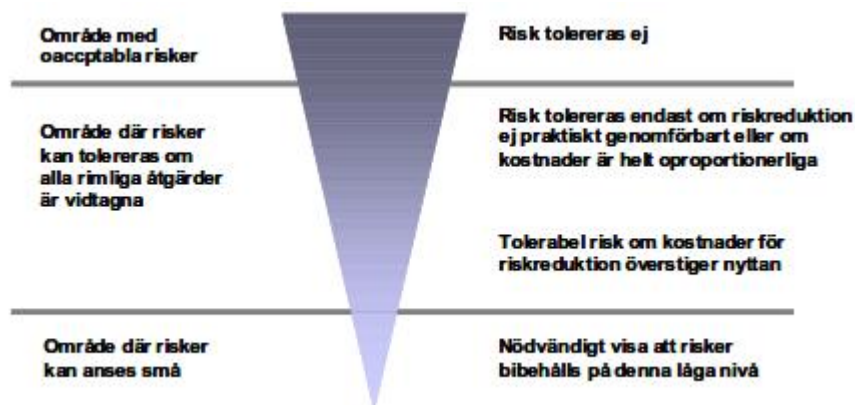 Område med
oaccptabla risker
Risk tolereras ej
Område där risker
kan tolereras om
alla rimliga åtgärder
är vidtagna
Risk tolereras endast om riskreduktion
ej praktiskt genomförbart eller om
kostnader är helt oproportionerliga
Tolerabel risk om kostnader för
riskreduktion överstiger nyttan
Område där risker
kan anses små
Nödvändigt visa att risker
bibehålls på denna låga nivå